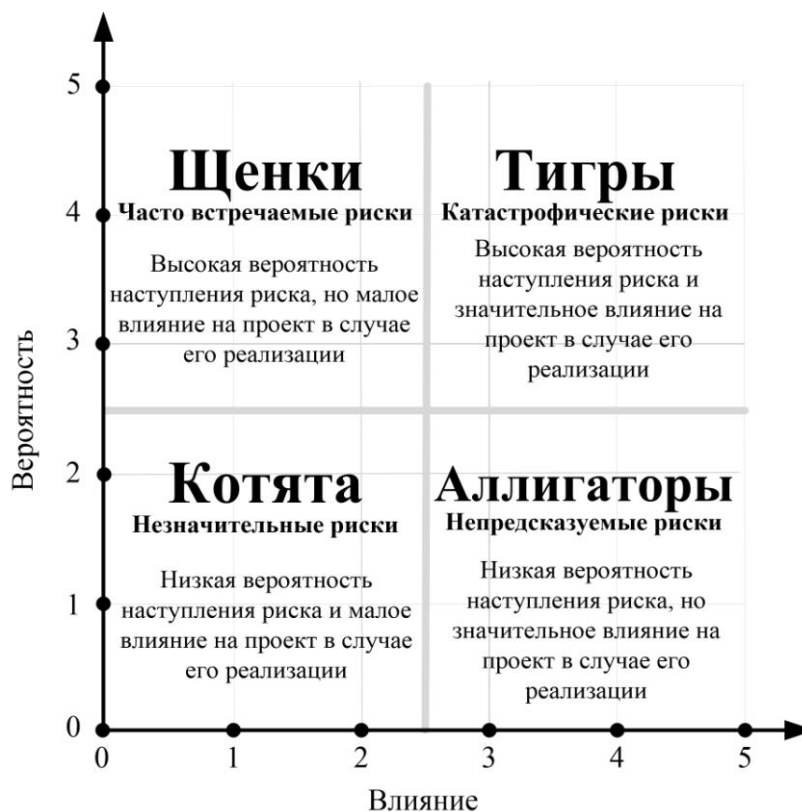 5
Щенки
Часто встречаемые риски
Высокая вероятность
наступления риска, но малое
влияние на проект в случае
его реализации
Тигры
Катастрофические риски
Высокая вероятность
наступления риска и
значительное влияние на
проект в случае его
реализации
4
3
Вероятность
2
Котята
Незначительные риски
Низкая вероятность
наступления риска и малое
влияние на проект в случае
его реализации
Аллигаторы
Непредсказуемые риски
Низкая вероятность
наступления риска, но
значительное влияние на
проект в случае его
реализации
1
0
0 1 2 3 4 5
Влияние